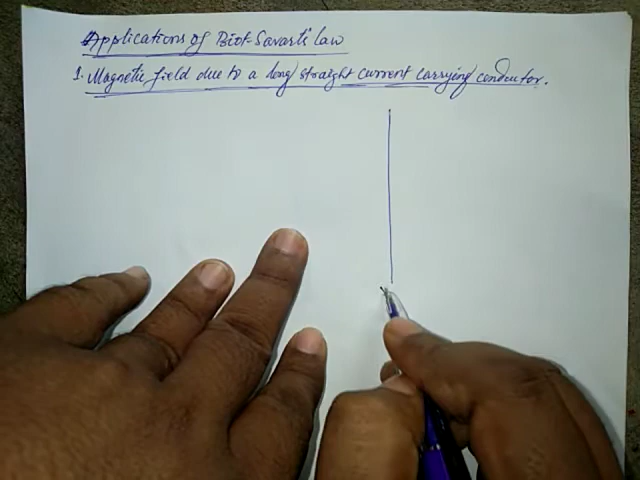 Applications of Biot-Savart's law
1. Magnetic field due to a long straight current carrying conductor.